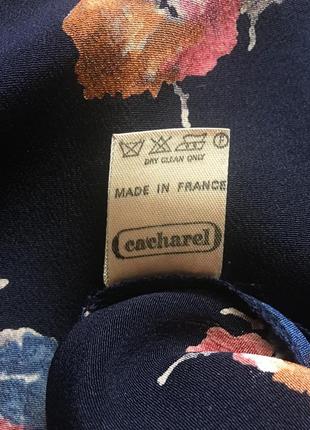 F
DRY CLEAN ONLY
MADE IN FRANCE
cacharel